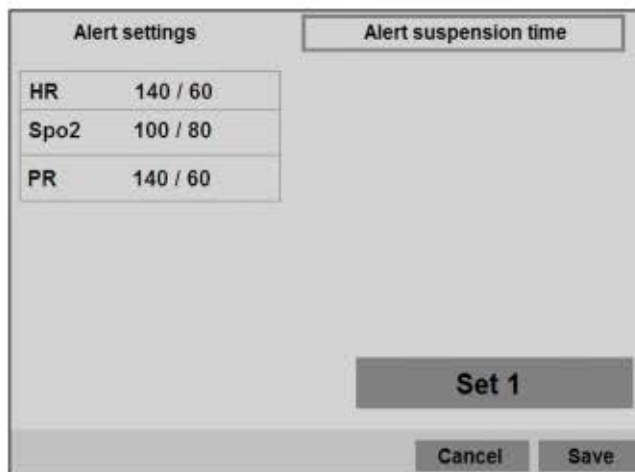 Alert settings
Alert suspension time
HR 140 / 60
Spo2 100 / 80
PR 140 / 60
Set 1
Cancel Save